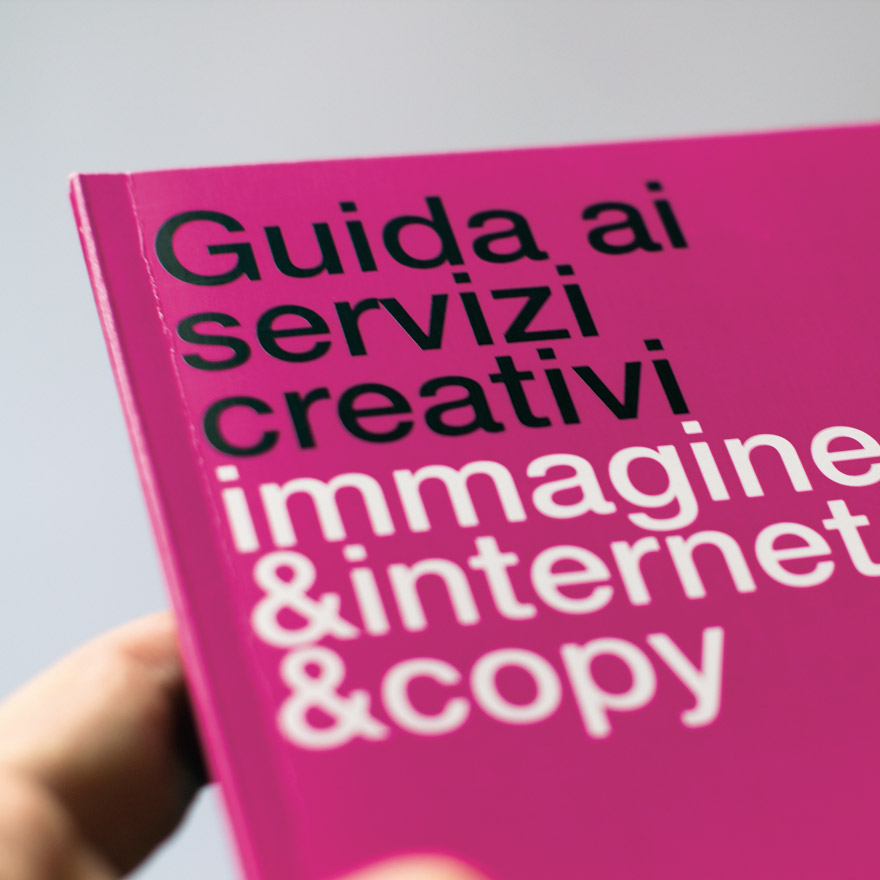 Guida ai
servizi
creativi
immagine
&internet
&copy